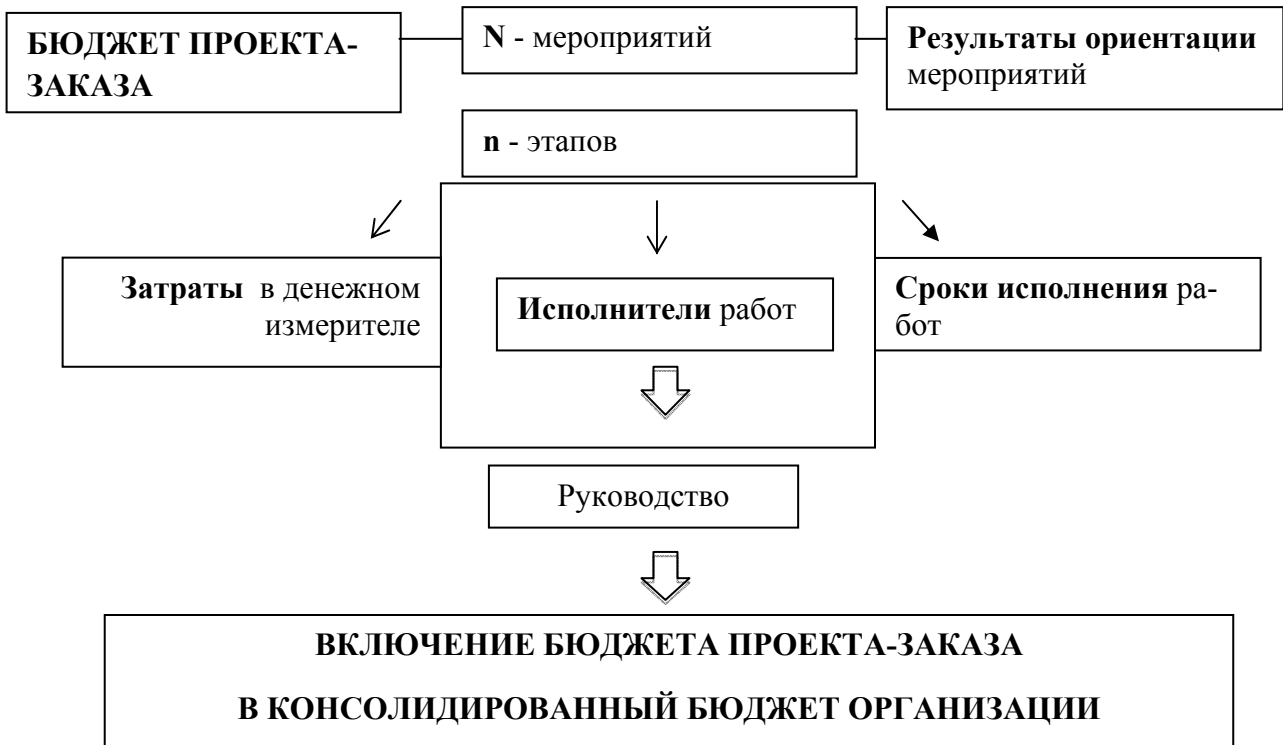 БЮДЖЕТ ПРОЕКТА-
ЗАКАЗА
N - мероприятий
Результаты ориентации
мероприятий
n - этапов
Затраты в денежном
измерителе
Исполнители работ
Сроки исполнения ра-
бот
Руководство
ВКЛЮЧЕНИЕ БЮДЖЕТА ПРОЕКТА-ЗАКАЗА
В КОНСОЛИДИРОВАННЫЙ БЮДЖЕТ ОРГАНИЗАЦИИ